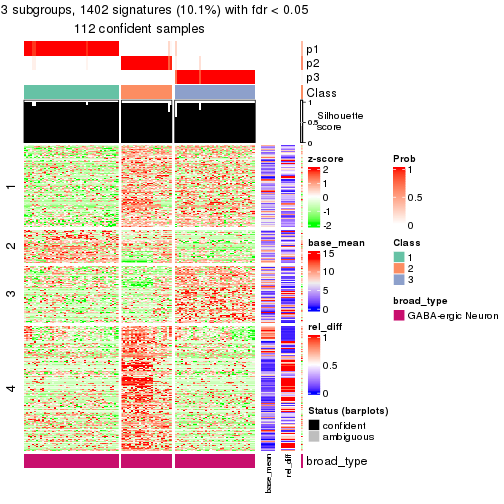 3 subgroups, 1402 signatures (10.1%) with fdr < 0.05
112 confident samples
p1
p2
p3
Class
1
0.5
0
Silhouette
score
1
2
3
4
z-score
2
1
0
-1
-2
base_mean
15
10
5
0
rel_diff
1
0.5
0
Status (barplots)
confident
ambiguous
Prob
1
0.5
0
Class
1
2
3
broad_type
GABA-ergic Neuron
broad_type
base_mean
rel_diff